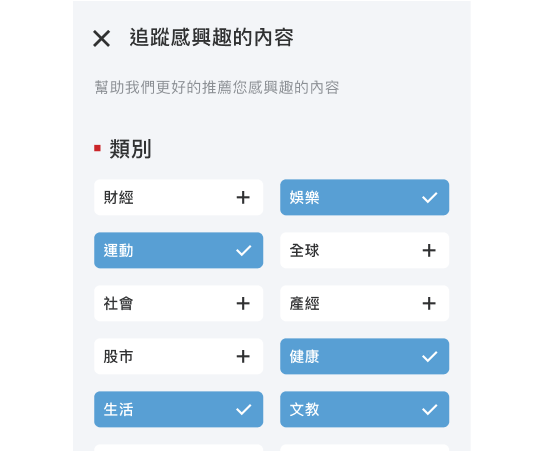 追蹤感興趣的內容
幫助我們更好的推薦您感興趣的內容
類別
財經
娛樂
運動
全球
社會
產經
股市
健康
生活
文教